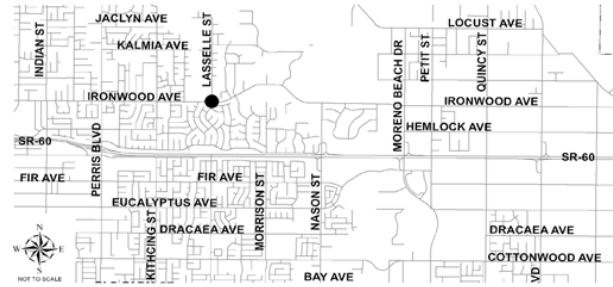 JACLYN AVE
LOCUST AVE
INDIAN ST
KALMIA AVE
LASSELLE ST
MORENO BEACH DR
PETIT ST
QUINCY ST
IRONWOOD AVE
IRONWOOD AVE
HEMLOCK AVE
SR-60
PERRIS BLVD
SR-60
FIR AVE
FIR AVE
EUCALYPTUS AVE
MORRISON ST
NASON ST
KITHCING ST
DRACAEA AVE
DRACAEA AVE
COTTONWOOD AVE
N
W
E
S
NOT TO SCALE
BAY AVE
VD